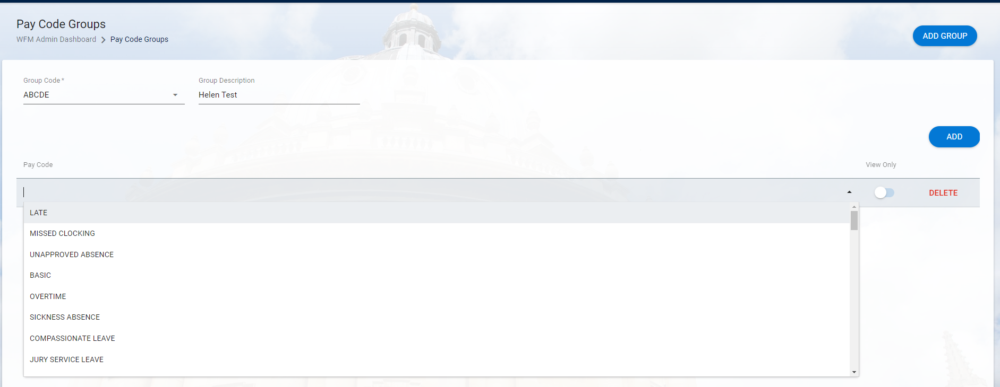 Pay Code Groups
WFM Admin Dashboard > Pay Code Groups
ADD GROUP
Group Code *
Group Description
ABCDE
Helen Test
ADD
Pay Code
View Only
DELETE
LATE
MISSED CLOCKING
UNAPPROVED ABSENCE
BASIC
OVERTIME
SICKNESS ABSENCE
COMPASSIONATE LEAVE
JURY SERVICE LEAVE